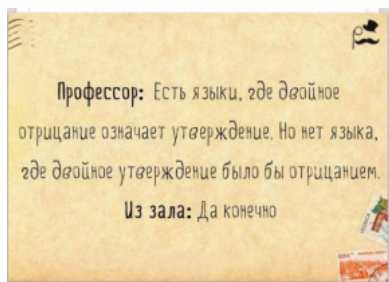 Профессор: Есть языки, где двойное
отрицание означает утверждение. Но нет языка,
где двойное утверждение было бы отрицанием.
Из зала: Да конечно